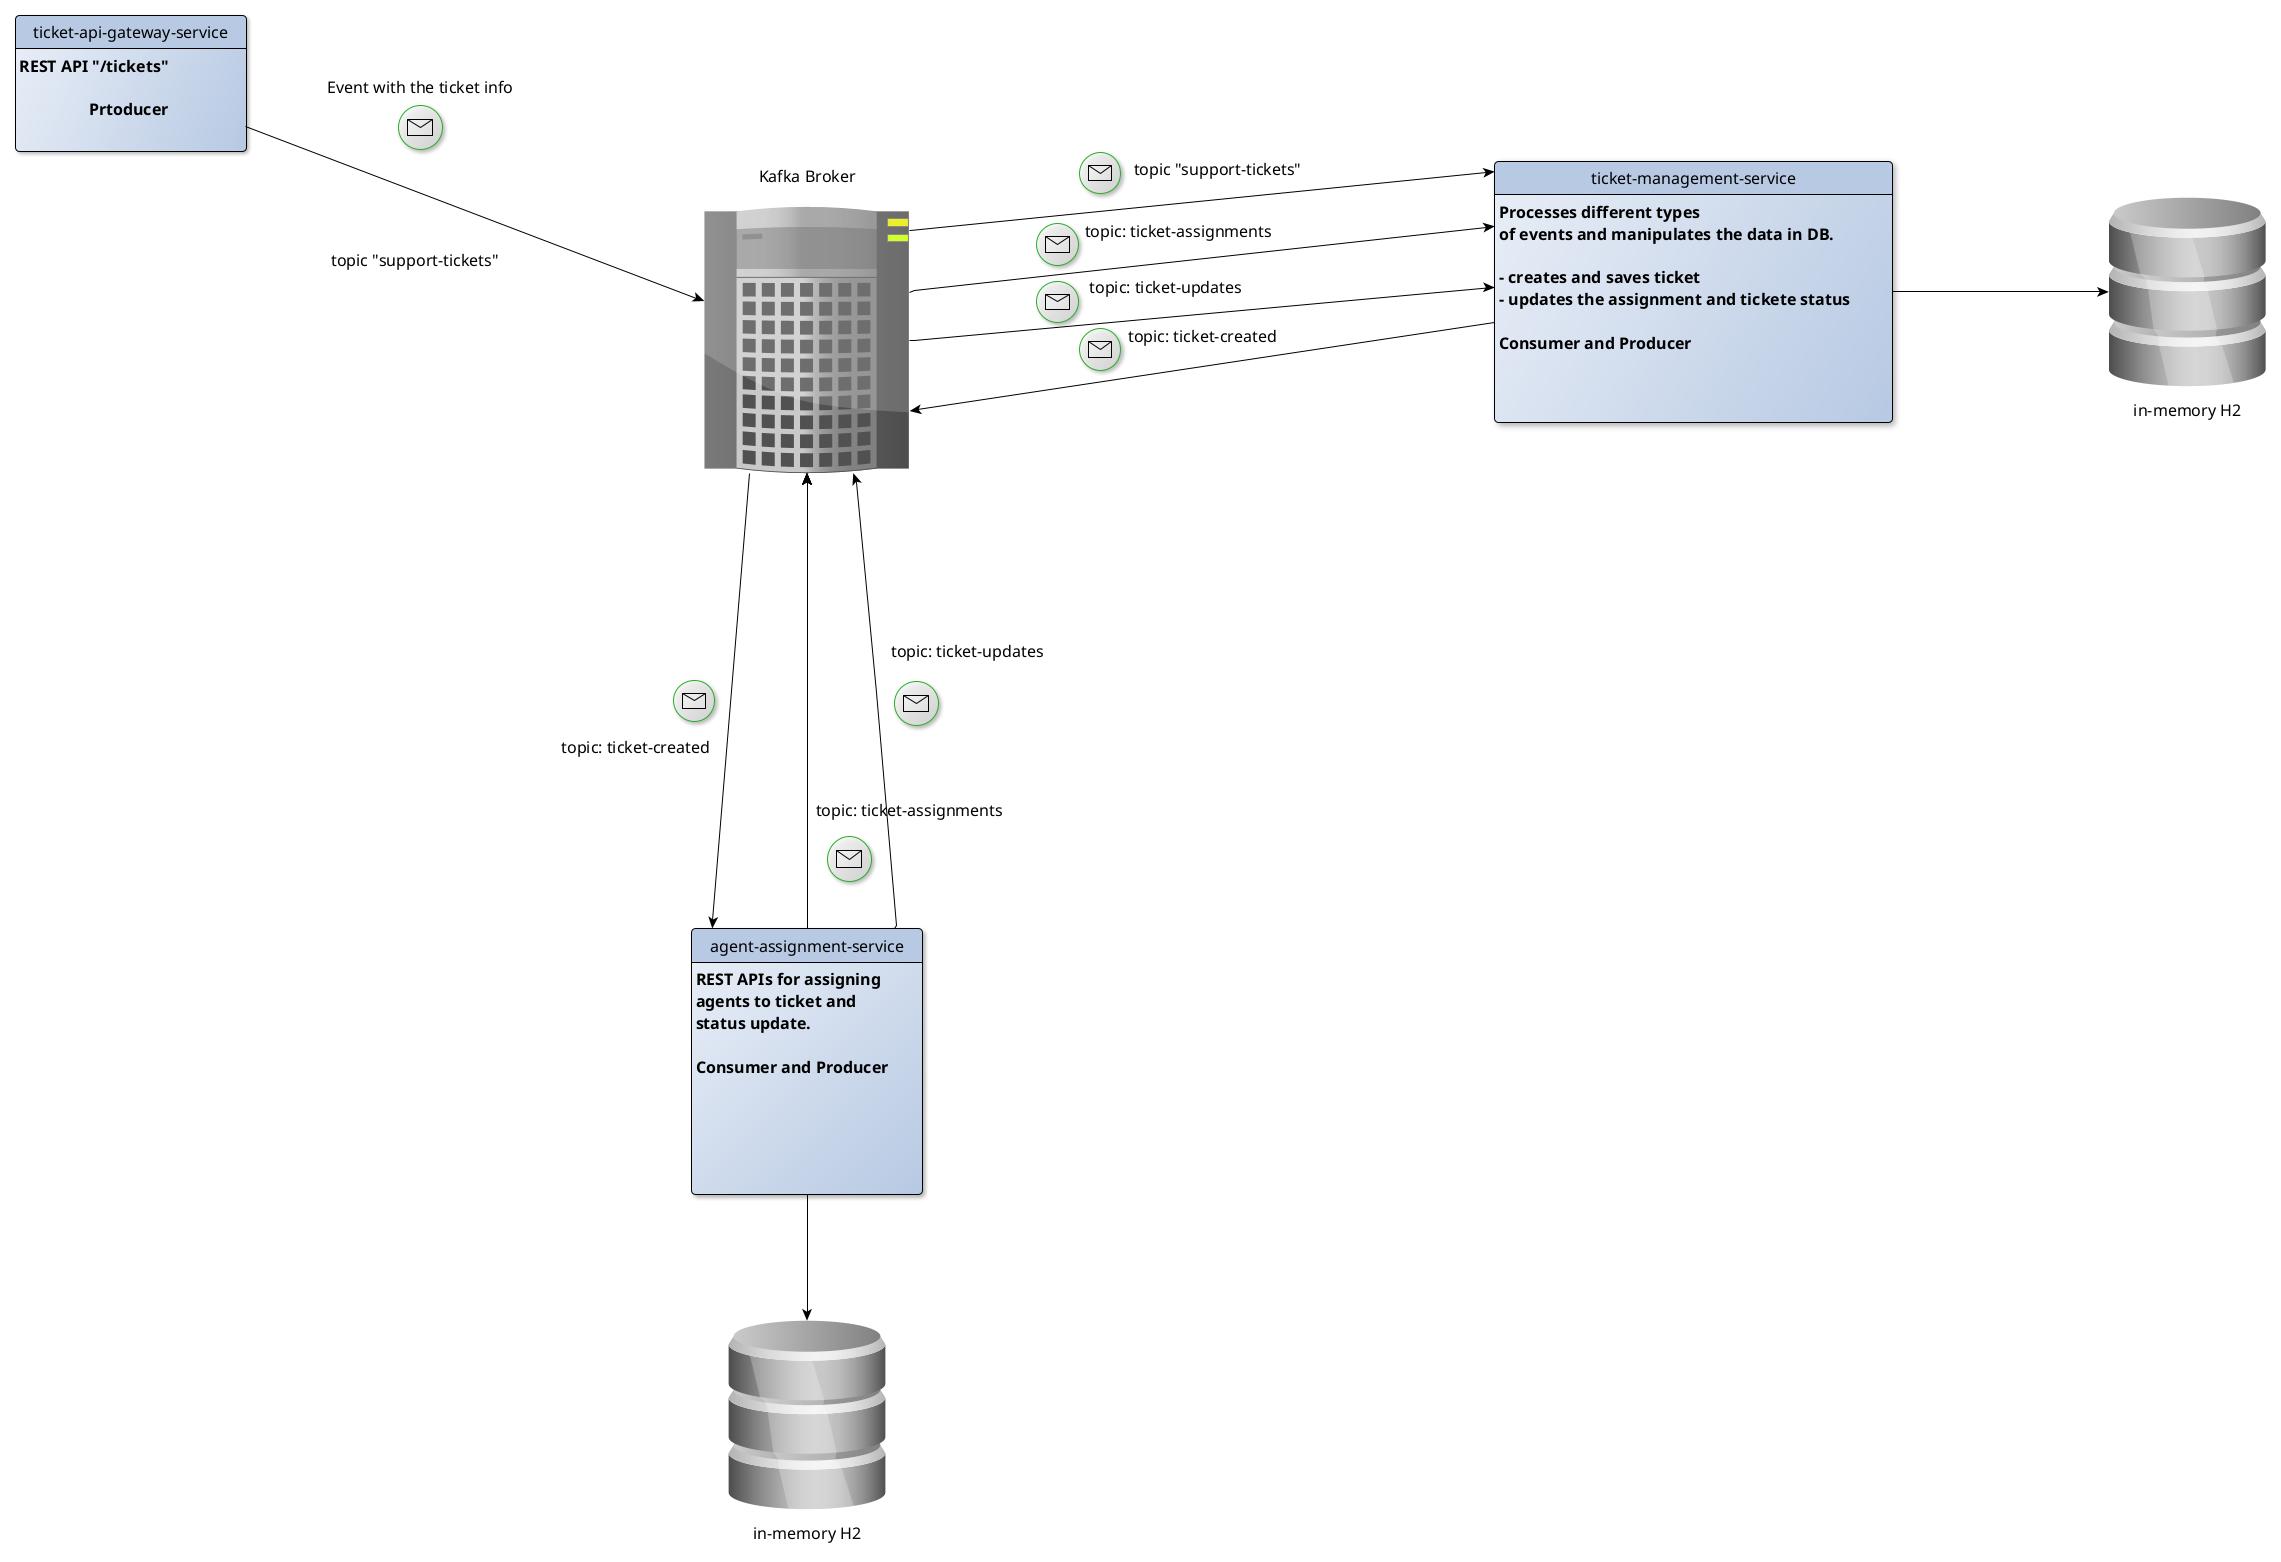 ticket-api-gateway-service
REST API "/tickets"
Prtoducer
Event with the ticket info
topic "support-tickets"
Kafka Broker
topic "support-tickets"
topic: ticket-assignments
topic: ticket-updates
topic: ticket-created
ticket-management-service
Processes different types
of events and manipulates the data in DB.
- creates and saves ticket
- updates the assignment and tickete status
Consumer and Producer
in-memory H2
topic: ticket-updates
topic: ticket-created
topic: ticket-assignments
agent-assignment-service
REST APIs for assigning
agents to ticket and
status update.
Consumer and Producer
in-memory H2